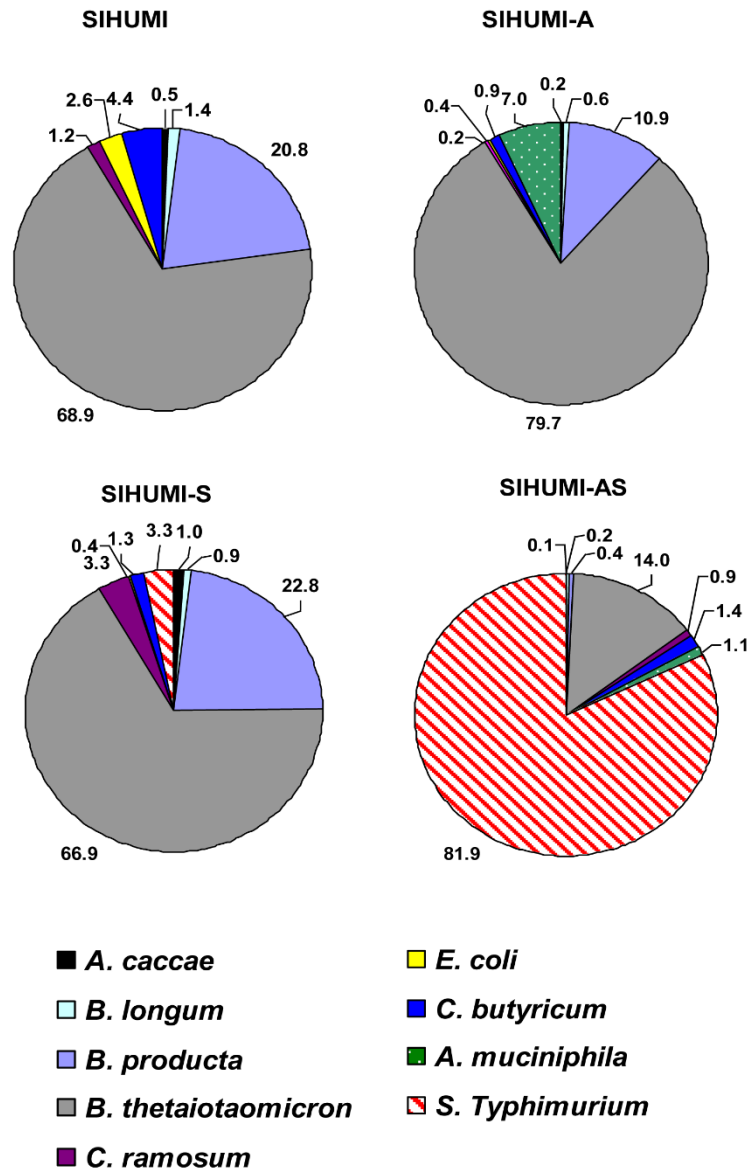 SIHUMI
SIHUMI-A
2.6
4.4
0.5
1.4
1.2
20.8
68.9
0.4
0.9
7.0
0.2
0.6
0.2
10.9
79.7
SIHUMI-S
SIHUMI-AS
0.4
1.3
3.3
1.0
3.3
0.9
22.8
66.9
0.1
0.2
0.4
14.0
0.9
1.4
1.1
81.9
A. caccae
B. longum
B. producta
B. thetaiotaomicron
C. ramosum
E. coli
C. butyricum
A. muciniphila
S. Typhimurium